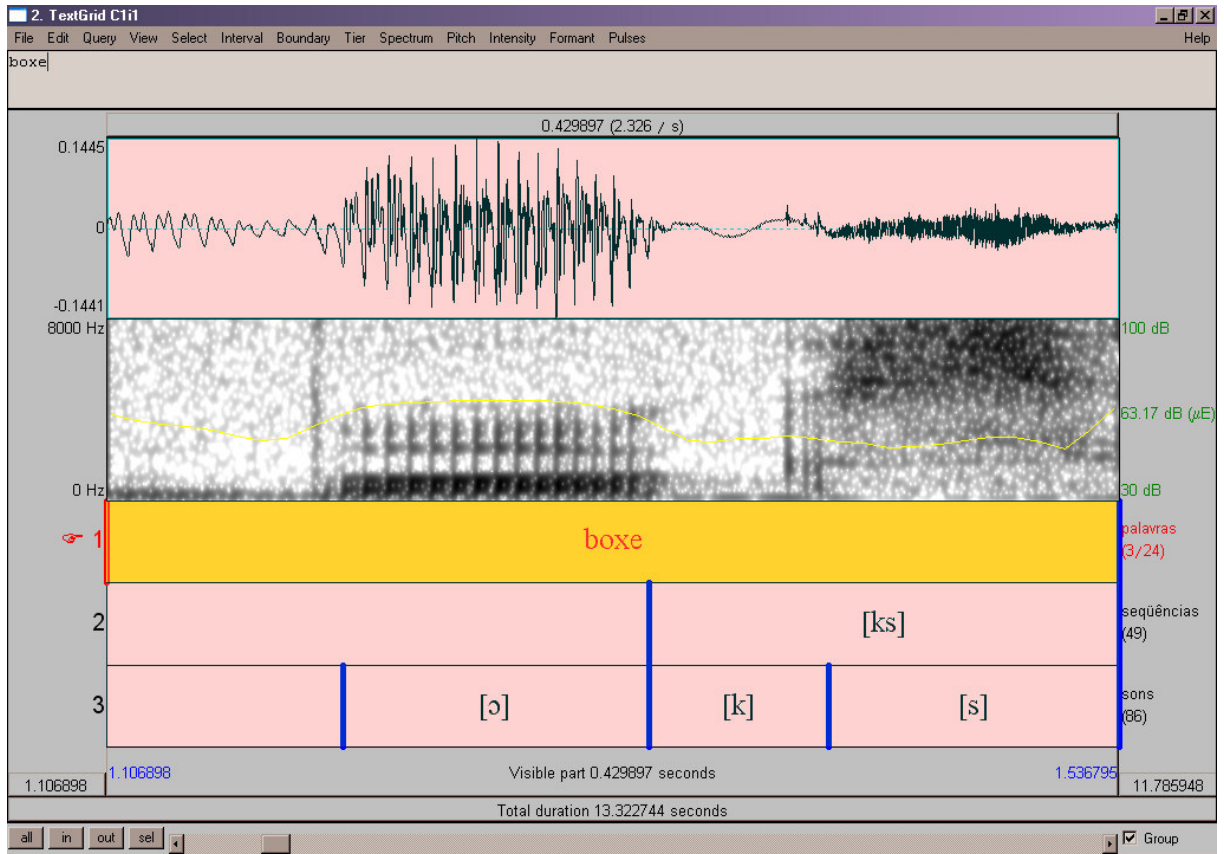 2. TextGrid C1i1
File Edit Query View Select Interval Boundary Tier Spectrum Pitch Intensity Formant Pulses Help
boxe
0.429897 (2.326 / s)
0.1445
0
-0.1441
8000 Hz
0 Hz
100 dB
63.17 dB (µE)
30 dB
1 boxe palavras
(3/24)
2 [ks] seqüências
(49)
3 [ɔ] [k] [s] sons
(86)
1.106898 1.106898 Visible part 0.429897 seconds 1.536795 11.785948
Total duration 13.322744 seconds
all in out sel Group